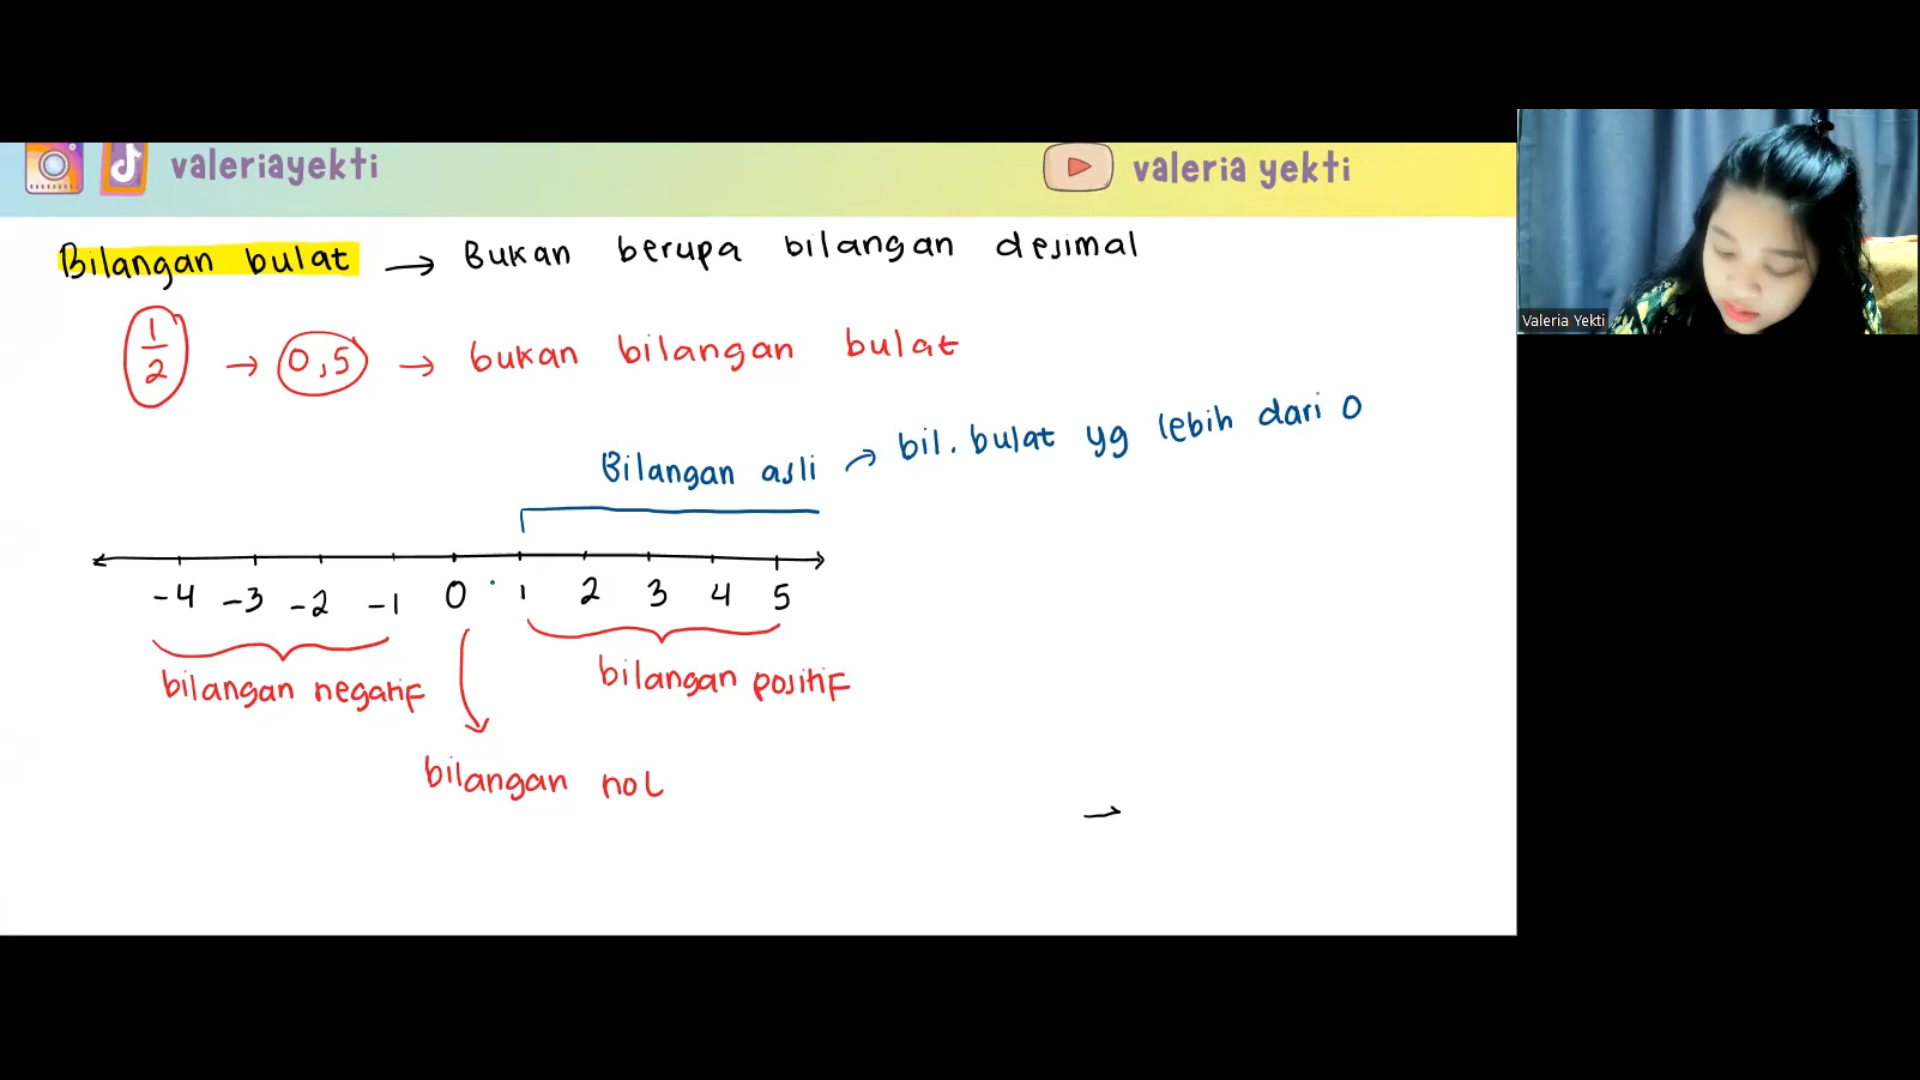 valeriayekti
valeria yekti
Valeria Yekti
Bilangan bulat → Bukan berupa bilangan desimal
1/2 → 0,5 → bukan bilangan bulat
Bilangan asli → bil. bulat yg lebih dari 0
-4 -3 -2 -1 0 1 2 3 4 5
bilangan negatif
bilangan positif
bilangan nol
→